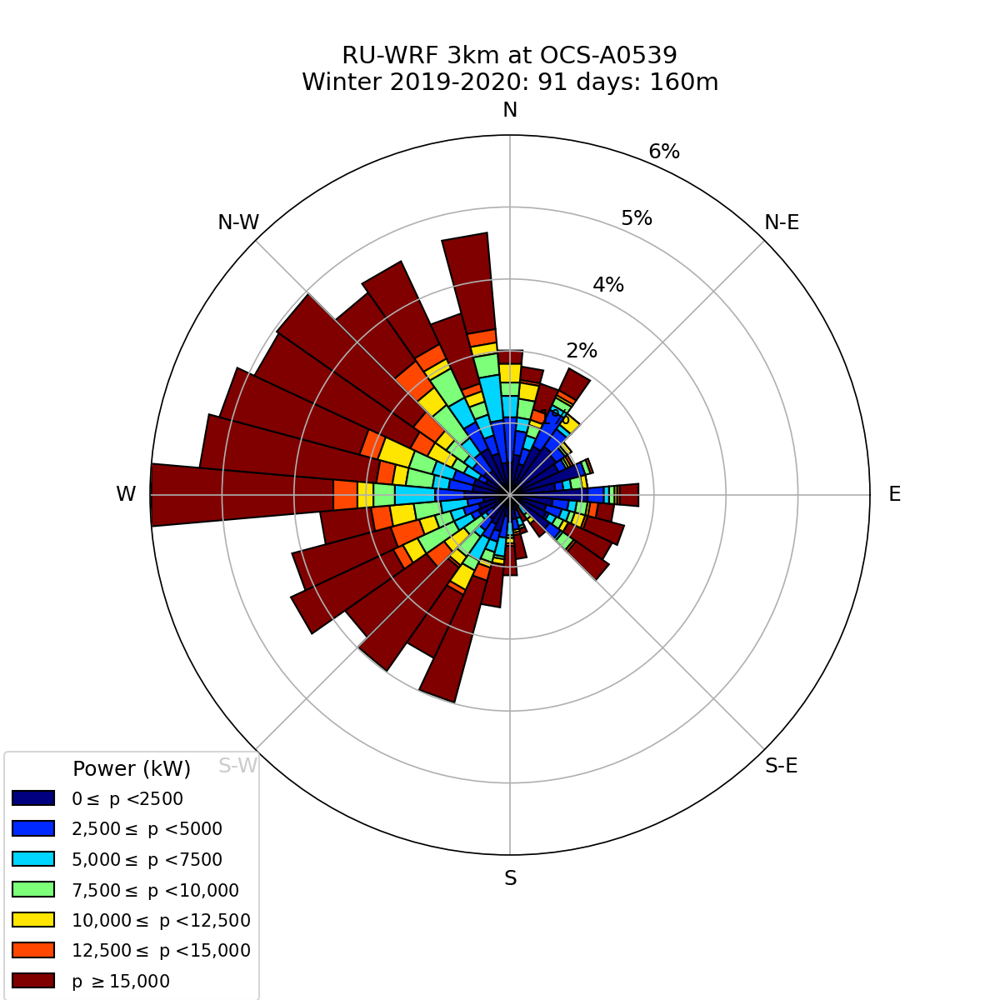 RU-WRF 3km at OCS-A0539
Winter 2019-2020: 91 days: 160m
N
6%
N-W
5%
N-E
4%
2%
1%
W
E
S-W
S-E
S
Power (kW)
0≤ p <2500
2,500≤ p <5000
5,000≤ p <7500
7,500≤ p <10,000
10,000≤ p <12,500
12,500≤ p <15,000
p ≥15,000